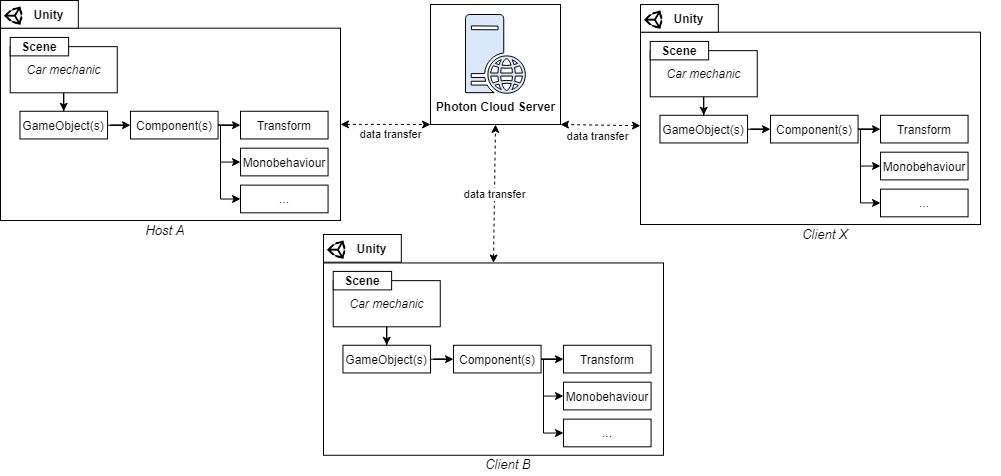 Unity
Scene
Car mechanic
GameObject(s)
Component(s)
Transform
Monobehaviour
...
Host A
data transfer
Photon Cloud Server
data transfer
data transfer
Unity
Scene
Car mechanic
GameObject(s)
Component(s)
Transform
Monobehaviour
...
Client X
Unity
Scene
Car mechanic
GameObject(s)
Component(s)
Transform
Monobehaviour
...
Client B